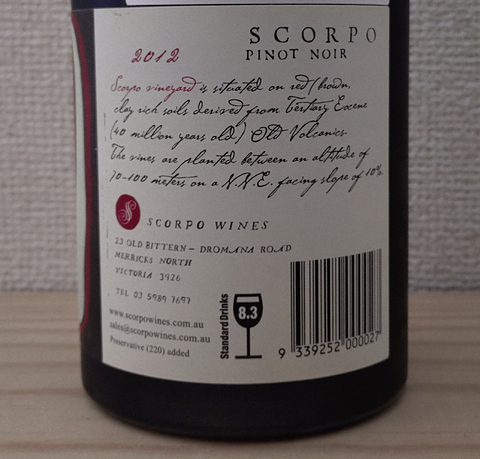 SCORPO
2012 PINOT NOIR
Scorpo vineyard is situated on red/brown,
clay rich soils derived from Tertiary Eocene
(40 million years old) Old Volcanics.
The vines are planted between an altitude of
70-100 meters on a N.N.E. facing slope of 10%.
SCORPO WINES
23 OLD BITTERN - DROMANA ROAD
MERRICKS NORTH
VICTORIA 3926
TEL 03 5989 7697
www.scorpowines.com.au
sales@scorpowines.com.au
Preservative (220) added
Standard Drinks
8.3
9 339252 000027